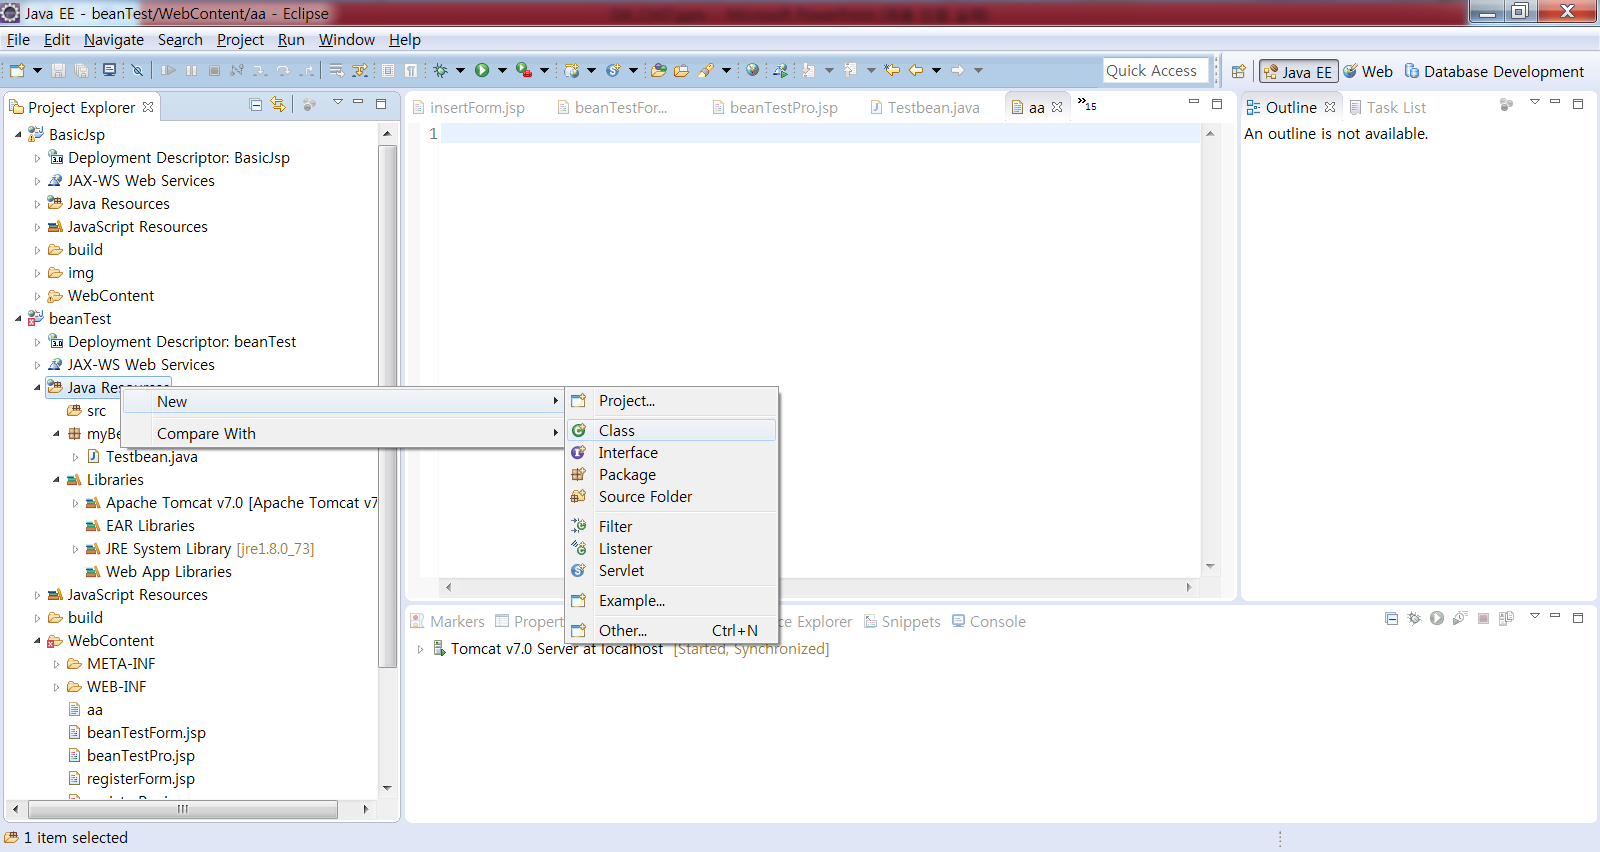 Java EE - beanTest/WebContent/aa - Eclipse
File Edit Navigate Search Project Run Window Help
Quick Access
Java EE
Web
Database Development
Project Explorer
BasicJsp
Deployment Descriptor: BasicJsp
JAX-WS Web Services
Java Resources
JavaScript Resources
build
img
WebContent
beanTest
Deployment Descriptor: beanTest
JAX-WS Web Services
Java
src
Testbean.java
Libraries
Apache Tomcat v7.0 [Apache Tomcat v7
EAR Libraries
JRE System Library [jre1.8.0_73]
Web App Libraries
JavaScript Resources
build
WebContent
META-INF
WEB-INF
aa
beanTestForm.jsp
beanTestPro.jsp
registerForm.jsp
insertForm.jsp
beanTestFor...
beanTestPro.jsp
Testbean.java
aa
»15
1
New
Compare With
Project...
Class
Interface
Package
Source Folder
Filter
Listener
Servlet
Example...
Other... Ctrl+N
Outline
Task List
An outline is not available.
Markers
Propert
Explorer
Snippets
Console
Tomcat v7.0 Server at localhost [Started, Synchronized]
1 item selected